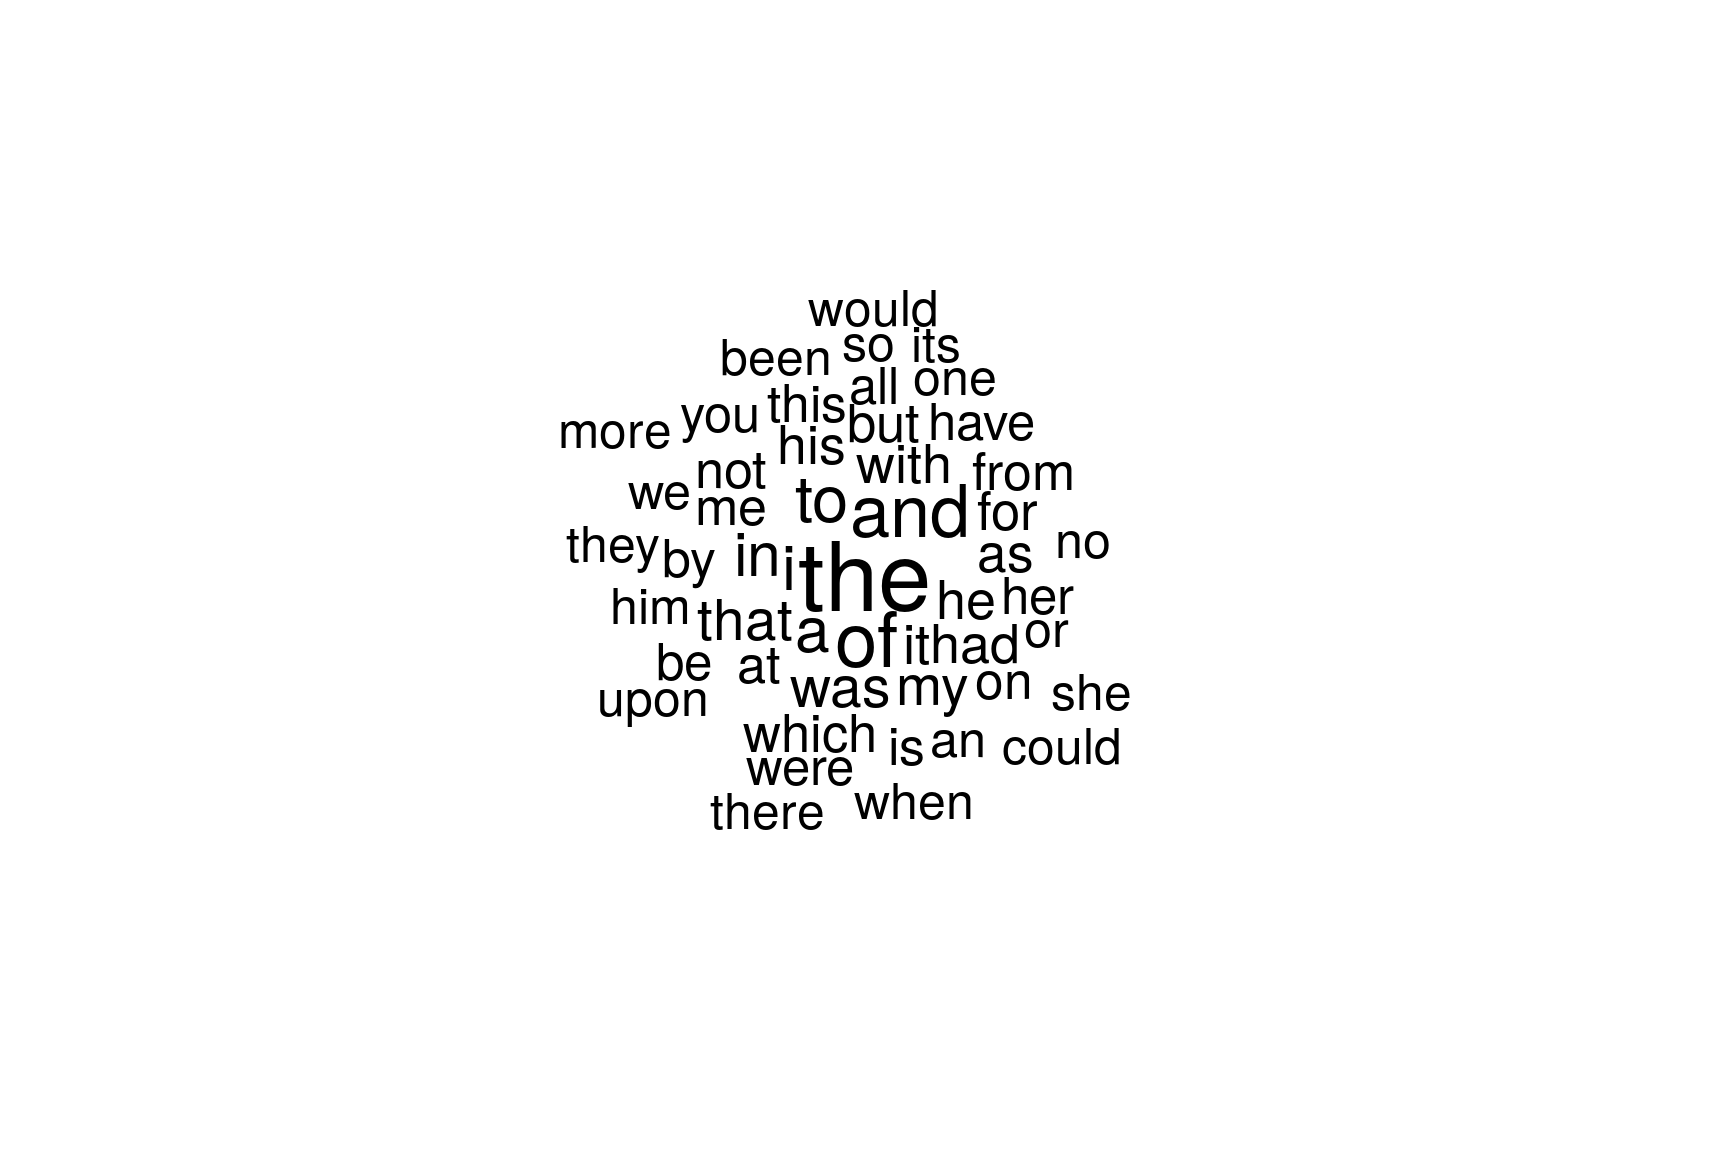 would
been so its
all one
more you this but have
not his with from
we me to and for
they by in i the as no
him that a of he her
it had or
be at was my on she
upon
which is an could
were
there when